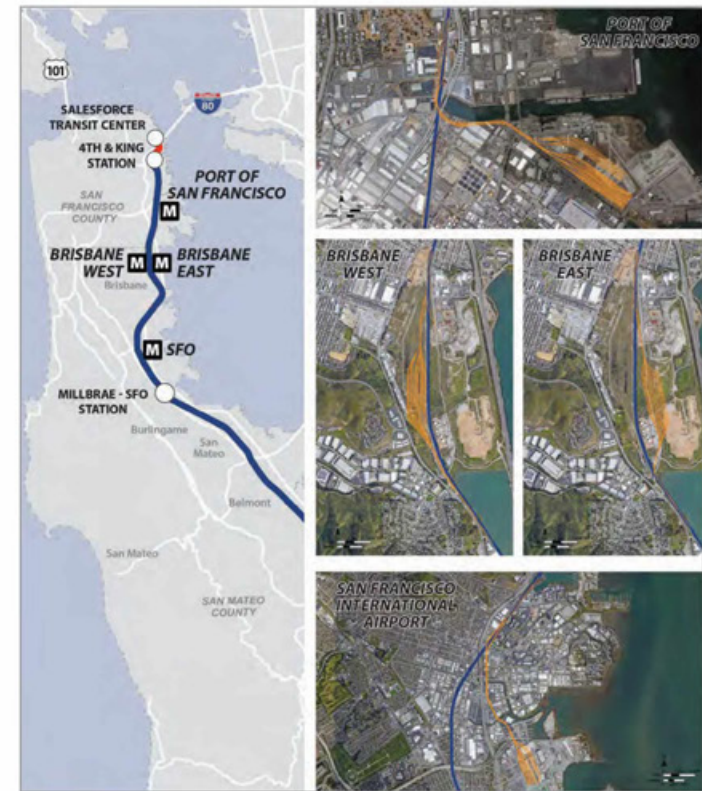 101
80
SALESFORCE
TRANSIT CENTER
4TH & KING
STATION
SAN
FRANCISCO
COUNTY
PORT OF
SAN FRANCISCO
M
BRISBANE
WEST
M
M
BRISBANE
EAST
Brisbane
M
SFO
MILLBRAE - SFO
STATION
Burlingame
San
Mateo
Belmont
San Mateo
SAN MATEO
COUNTY
PORT OF
SAN FRANCISCO
BRISBANE
WEST
BRISBANE
EAST
SAN FRANCISCO
INTERNATIONAL
AIRPORT